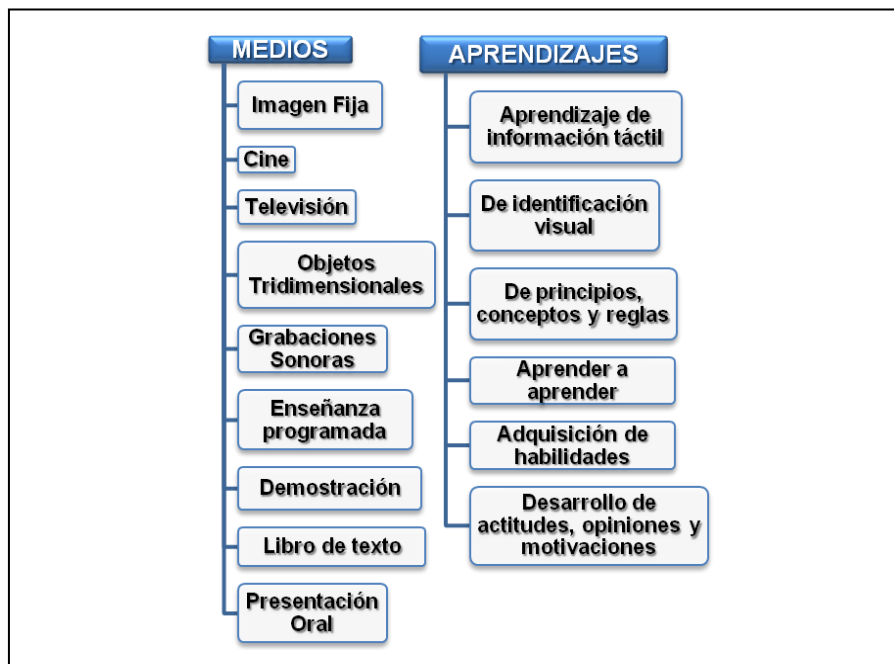 MEDIOS
Imagen Fija
Cine
Televisión
Objetos
Tridimensionales
Grabaciones
Sonoras
Enseñanza
programada
Demostración
Libro de texto
Presentación
Oral
APRENDIZAJES
Aprendizaje de
información táctil
De identificación
visual
De principios,
conceptos y reglas
Aprender a
aprender
Adquisición de
habilidades
Desarrollo de
actitudes, opiniones y
motivaciones